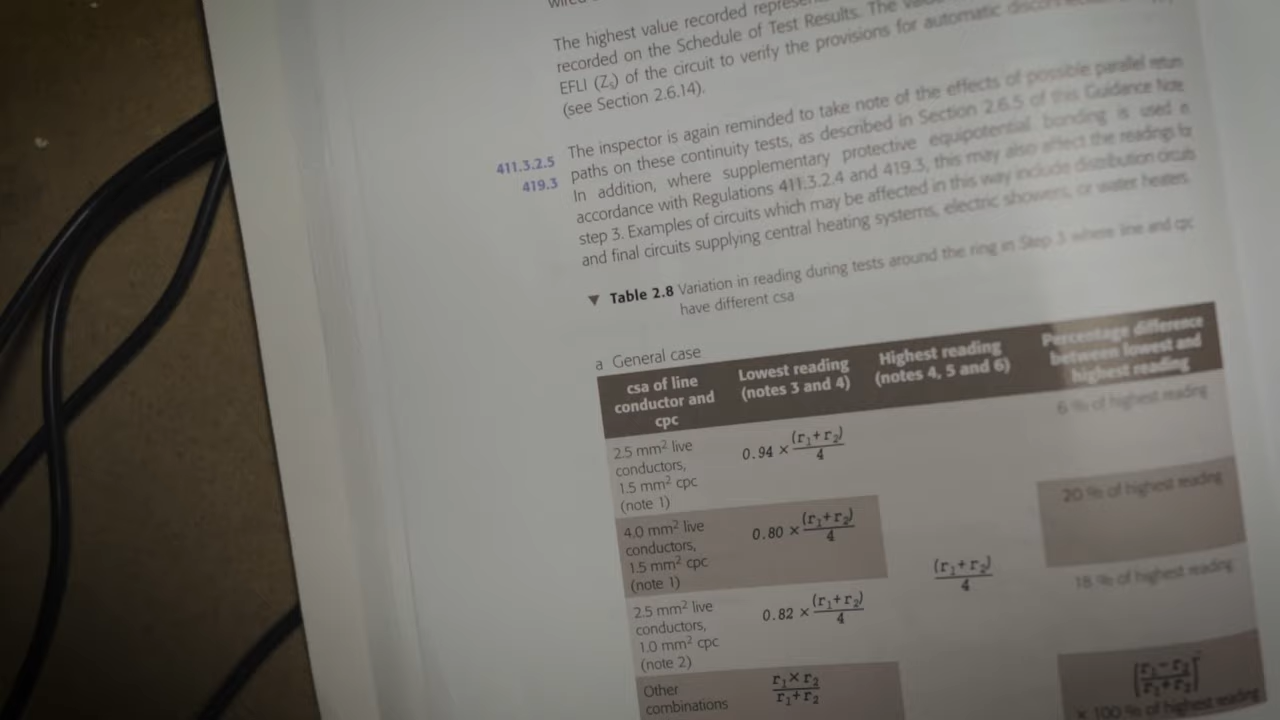 The highest value recorded
recorded on the Schedule of Test Results. The
EFLI (Zs) of the circuit to verify the provisions for automatic
(see Section 2.6.14).
411.3.2.5
419.3
The inspector is again reminded to take note of the effects of possible parallel return
paths on these continuity tests, as described in Section 2.6.5 of this Guidance Note
In addition, where supplementary protective equipotential bonding is used in
accordance with Regulations 411.3.2.4 and 419.3, this may also affect the readings for
step 3. Examples of circuits which may be affected in this way include distribution circuits
and final circuits supplying central heating systems, electric showers, or water heaters.
▼ Table 2.8 Variation in reading during tests around the ring in Step 3 where line and cpc
have different csa
a General case
csa of line
conductor and
cpc
Lowest reading
(notes 3 and 4)
Highest reading
(notes 4, 5 and 6)
Percentage difference
between lowest and
highest reading
2.5 mm² live
conductors,
1.5 mm² cpc
(note 1)
0.94 × (r₁+r₂)
4
6 % of highest reading
4.0 mm² live
conductors,
1.5 mm² cpc
(note 1)
0.80 × (r₁+r₂)
4
20 % of highest reading
(r₁+r₂)
4
2.5 mm² live
conductors,
1.0 mm² cpc
(note 2)
0.82 × (r₁+r₂)
4
18 % of highest reading
Other
combinations
r₁×r₂
r₁+r₂
r₁−r₂
r₁+r₂
× 100 % of highest reading